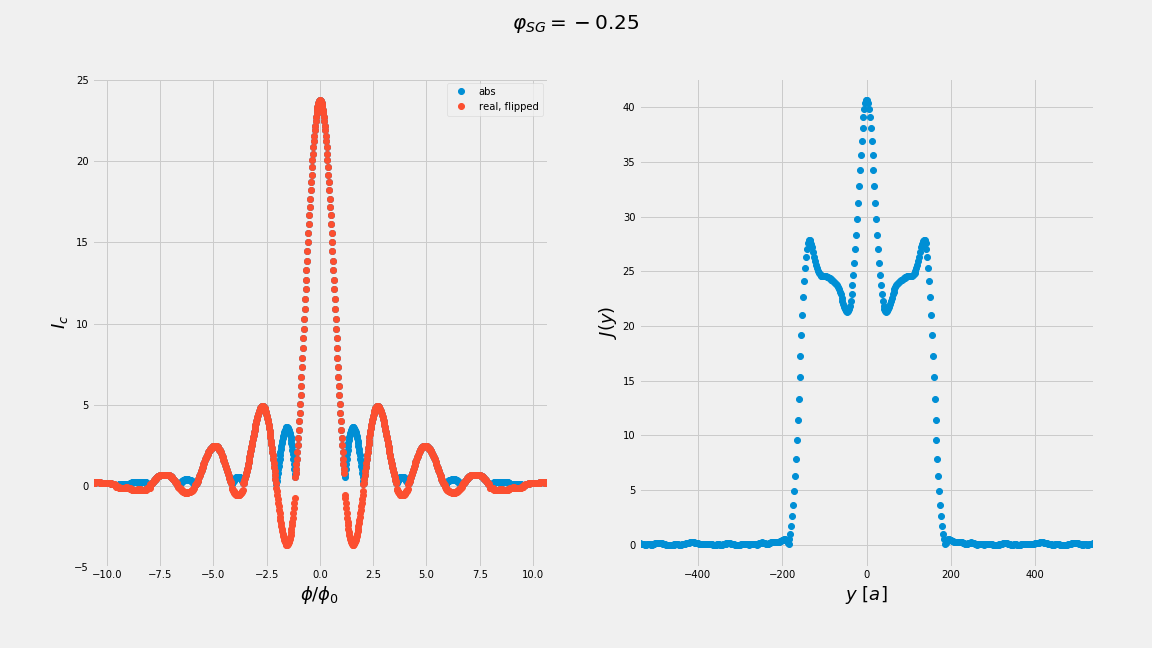 φ_SG = −0.25
25
20
15
10
5
0
−5
I_c
−10.0 −7.5 −5.0 −2.5 0.0 2.5 5.0 7.5 10.0
ϕ/ϕ_0
abs
real, flipped
40
35
30
25
20
15
10
5
0
J(y)
−400 −200 0 200 400
y [a]